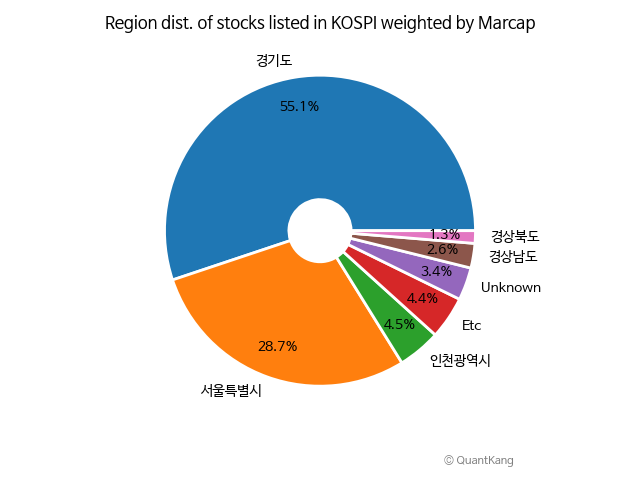 Region dist. of stocks listed in KOSPI weighted by Marcap
경기도
55.1%
1.3%
경상북도
2.6%
경상남도
3.4%
Unknown
4.4%
Etc
4.5%
인천광역시
28.7%
서울특별시
© QuantKang